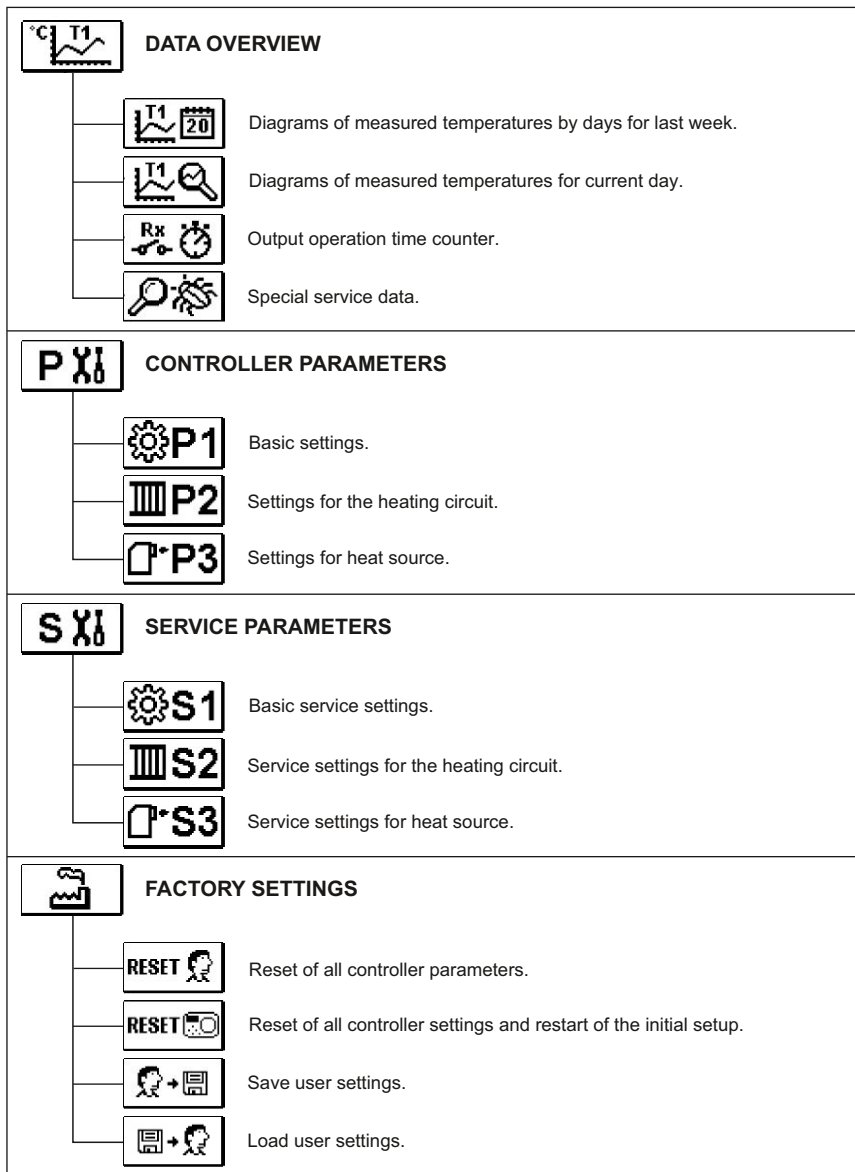 °C T1
DATA OVERVIEW
T1 20
Diagrams of measured temperatures by days for last week.
T1
Diagrams of measured temperatures for current day.
Rx
Output operation time counter.
Special service data.
P
CONTROLLER PARAMETERS
P1
Basic settings.
P2
Settings for the heating circuit.
P3
Settings for heat source.
S
SERVICE PARAMETERS
S1
Basic service settings.
S2
Service settings for the heating circuit.
S3
Service settings for heat source.
FACTORY SETTINGS
RESET
Reset of all controller parameters.
RESET
Reset of all controller settings and restart of the initial setup.
Save user settings.
Load user settings.